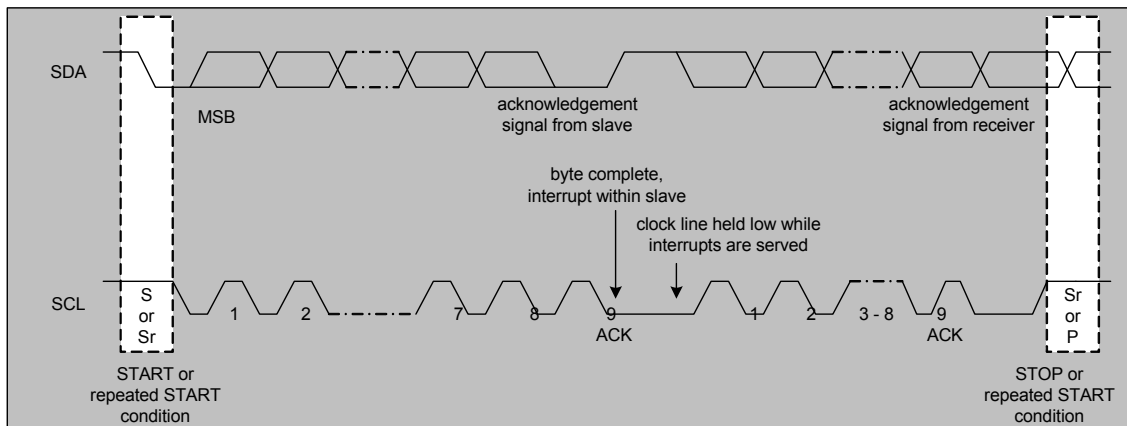 SDA
MSB
acknowledgement
signal from slave
acknowledgement
signal from receiver
byte complete,
interrupt within slave
clock line held low while
interrupts are served
SCL
S
or
Sr
1
2
7
8
9
ACK
1
2
3 - 8
9
ACK
Sr
or
P
START or
repeated START
condition
STOP or
repeated START
condition